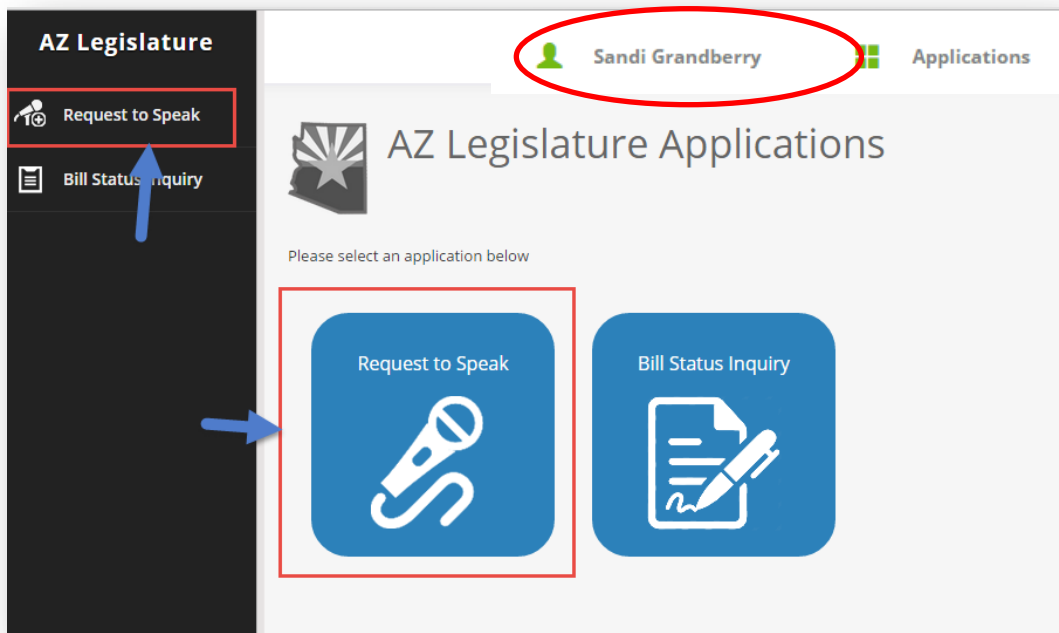 AZ Legislature
Request to Speak
Bill Status Inquiry
Sandi Grandberry
Applications
AZ Legislature Applications
Please select an application below
Request to Speak
Bill Status Inquiry